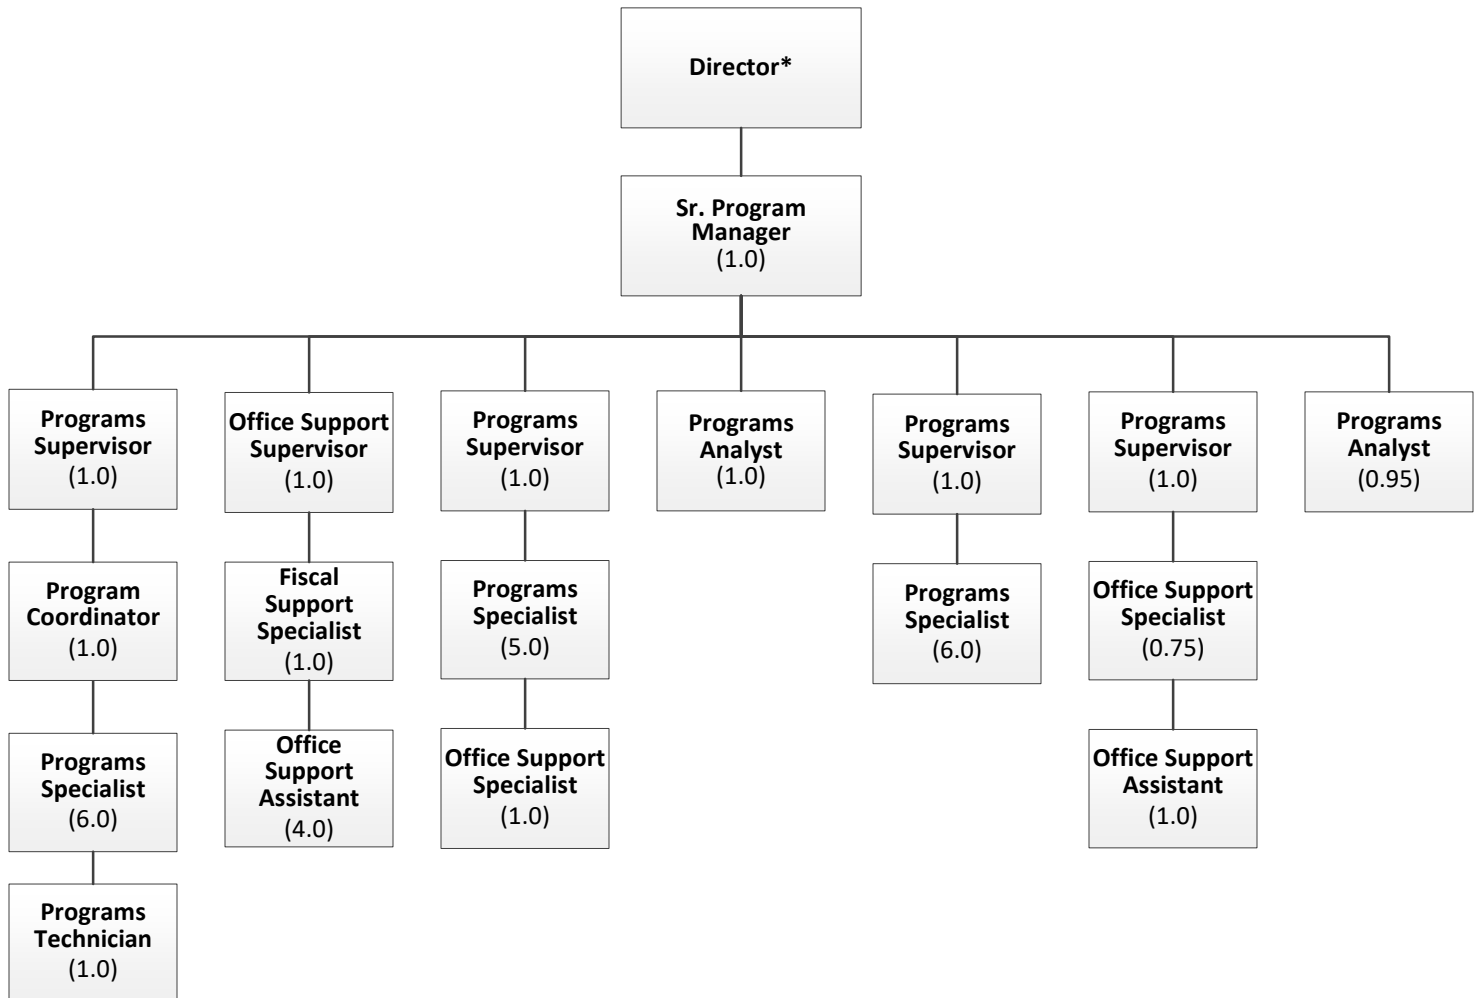 Director*
Sr. Program
Manager
(1.0)
Programs
Supervisor
(1.0)
Office Support
Supervisor
(1.0)
Programs
Supervisor
(1.0)
Programs
Analyst
(1.0)
Programs
Supervisor
(1.0)
Programs
Supervisor
(1.0)
Programs
Analyst
(0.95)
Program
Coordinator
(1.0)
Fiscal
Support
Specialist
(1.0)
Programs
Specialist
(5.0)
Programs
Specialist
(6.0)
Office Support
Specialist
(0.75)
Programs
Specialist
(6.0)
Office
Support
Assistant
(4.0)
Office Support
Specialist
(1.0)
Office Support
Assistant
(1.0)
Programs
Technician
(1.0)